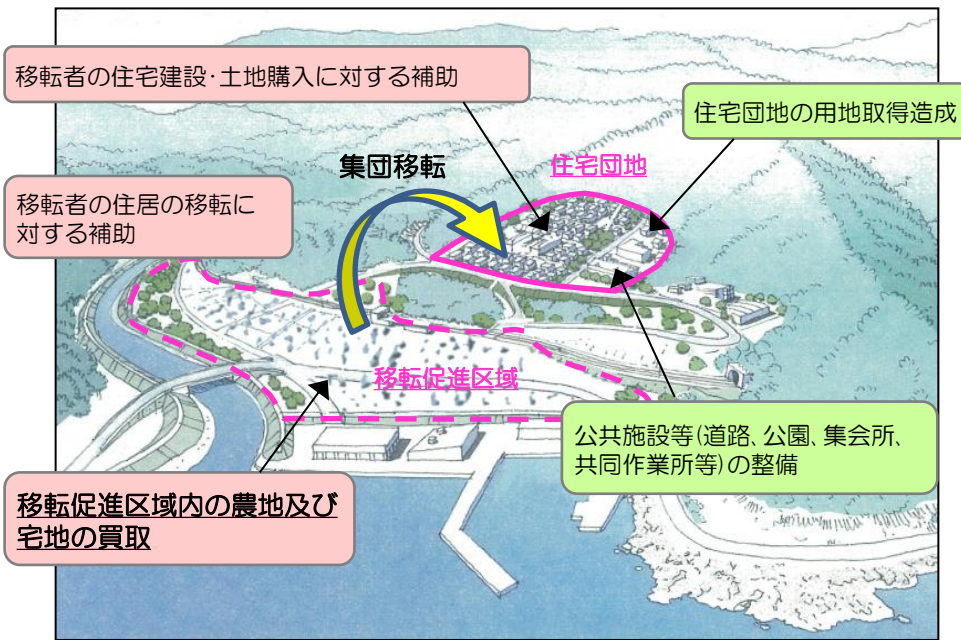 移転者の住宅建設・土地購入に対する補助
住宅団地の用地取得造成
集団移転
住宅団地
移転者の住居の移転に
対する補助
移転促進区域
公共施設等(道路、公園、集会所、
共同作業所等)の整備
移転促進区域内の農地及び
宅地の買取